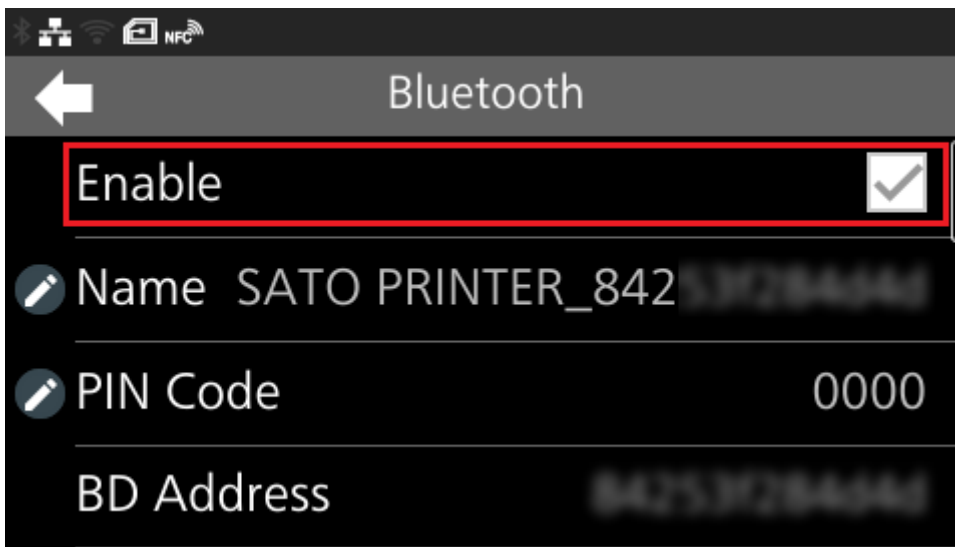 NFC
Bluetooth
Enable
Name SATO PRINTER_842
PIN Code 0000
BD Address